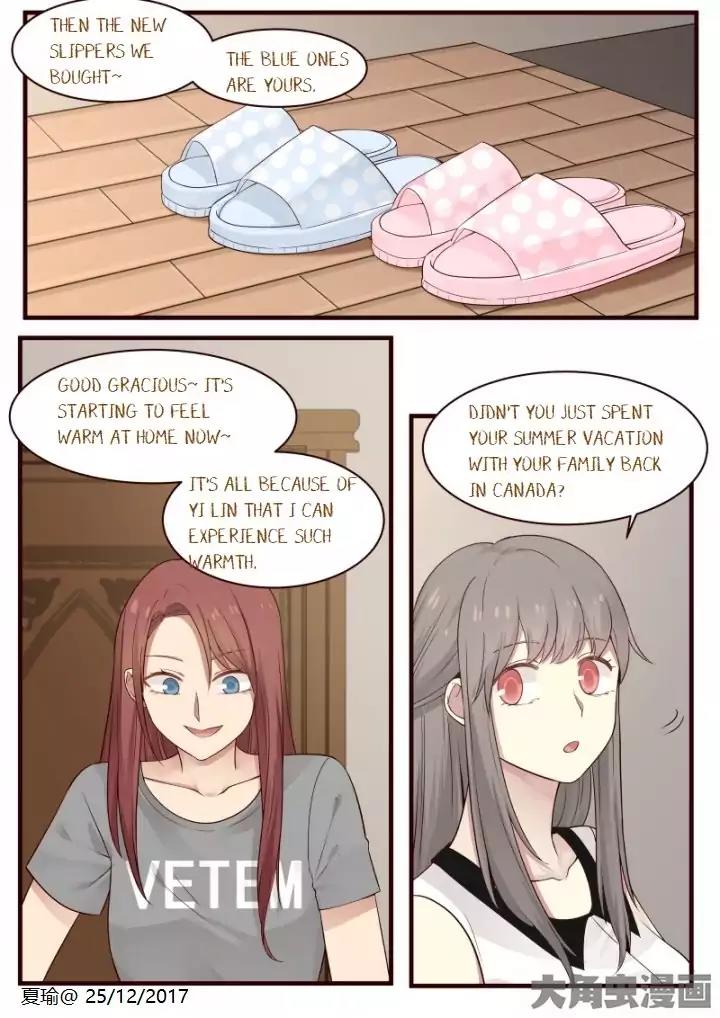 THEN THE NEW
SLIPPERS WE
BOUGHT~
THE BLUE ONES
ARE YOURS.
GOOD GRACIOUS~ IT'S
STARTING TO FEEL
WARM AT HOME NOW~
IT'S ALL BECAUSE OF
YI LIN THAT I CAN
EXPERIENCE SUCH
WARMTH.
DIDN'T YOU JUST SPENT
YOUR SUMMER VACATION
WITH YOUR FAMILY BACK
IN CANADA?
VETEM
夏瑜@ 25/12/2017
大角虫漫画